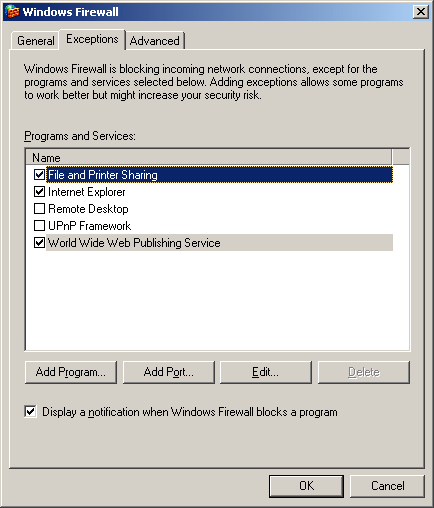 Windows Firewall
General
Exceptions
Advanced
Windows Firewall is blocking incoming network connections, except for the
programs and services selected below. Adding exceptions allows some programs
to work better but might increase your security risk.
Programs and Services:
Name
File and Printer Sharing
Internet Explorer
Remote Desktop
UPnP Framework
World Wide Web Publishing Service
Add Program...
Add Port...
Edit...
Delete
Display a notification when Windows Firewall blocks a program
OK
Cancel